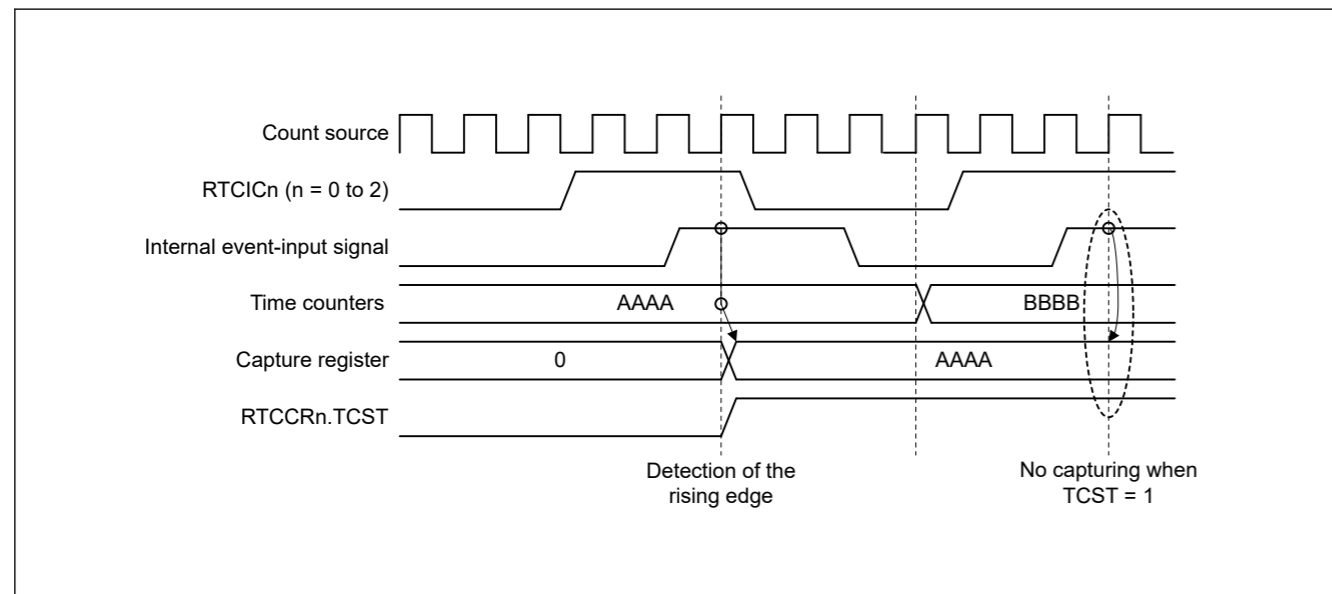 Count source
RTCICn (n = 0 to 2)
Internal event-input signal
Time counters
AAAA
BBBB
Capture register
0
AAAA
RTCCRn.TCST
Detection of the
rising edge
No capturing when
TCST = 1